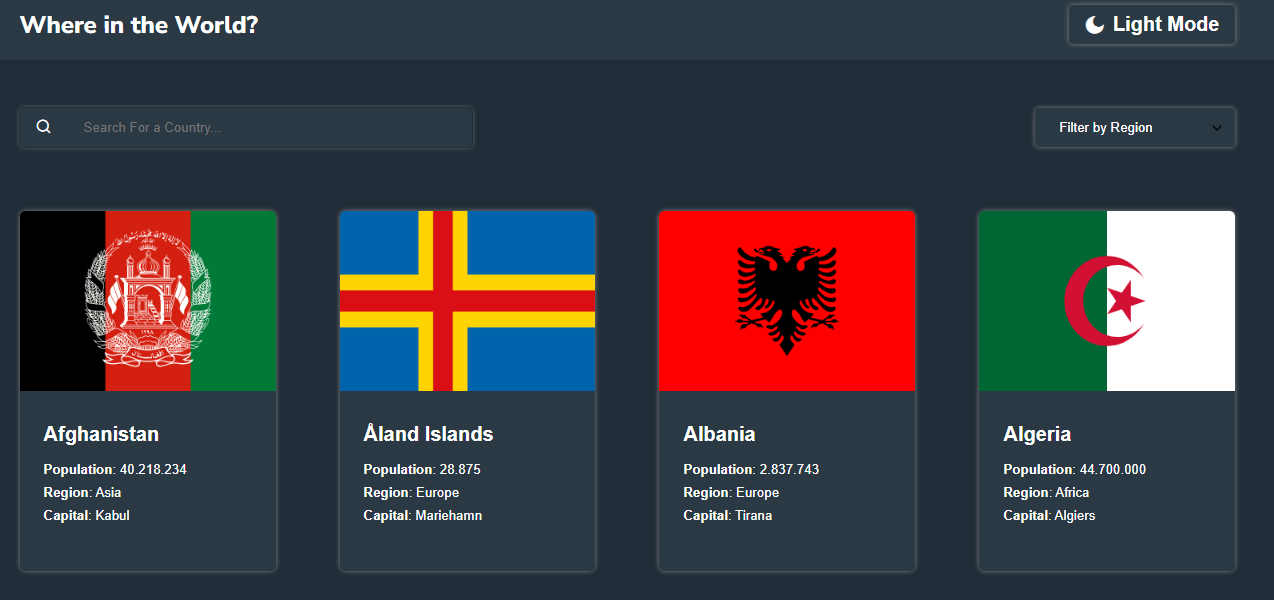 Where in the World?
Light Mode
Search For a Country...
Filter by Region
Afghanistan
Population: 40.218.234
Region: Asia
Capital: Kabul
Åland Islands
Population: 28.875
Region: Europe
Capital: Mariehamn
Albania
Population: 2.837.743
Region: Europe
Capital: Tirana
Algeria
Population: 44.700.000
Region: Africa
Capital: Algiers